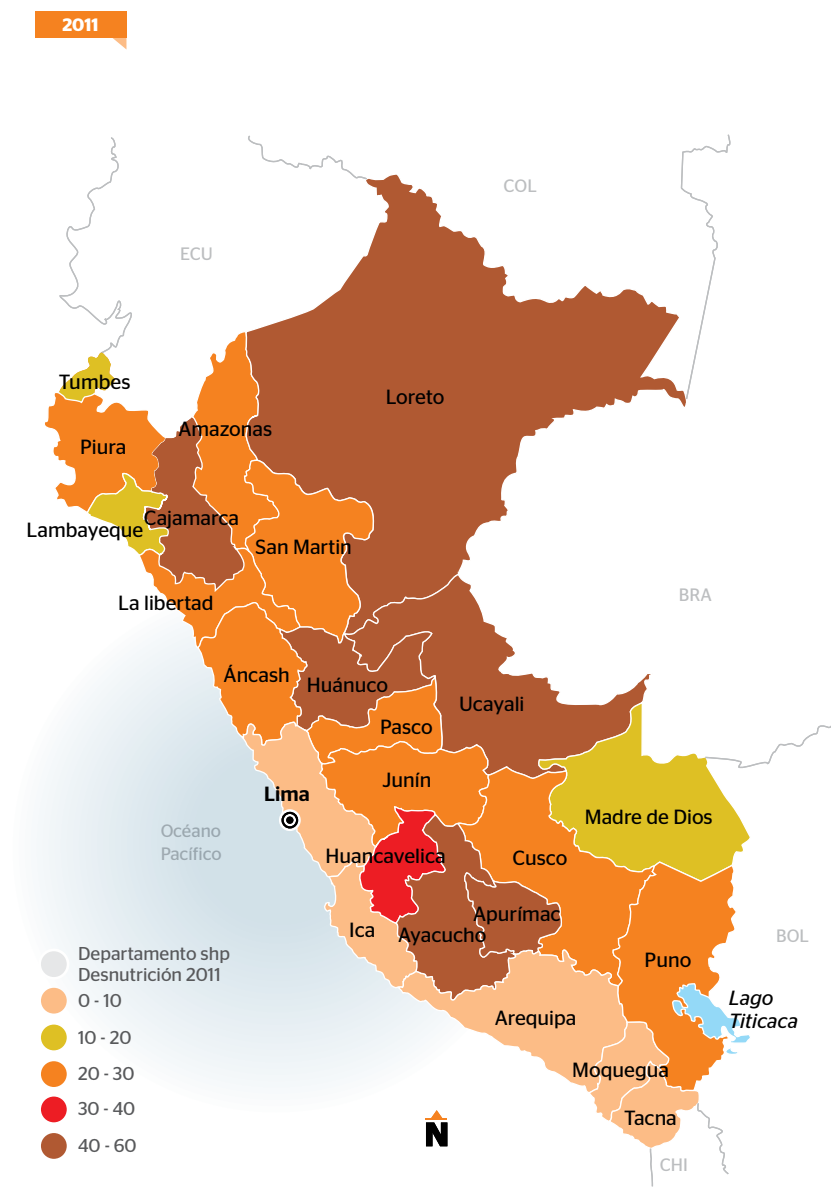 2011
COL
ECU
Tumbes
Loreto
Amazonas
Piura
Cajamarca
Lambayeque
San Martin
BRA
La libertad
Áncash
Huánuco
Ucayali
Pasco
Junín
Lima
Madre de Dios
Océano
Pacífico
Huancavelica
Cusco
Apurímac
Ica
Ayacucho
BOL
Puno
Departamento shp
Desnutrición 2011
0 - 10
Lago
Titicaca
Arequipa
10 - 20
20 - 30
Moquegua
30 - 40
Tacna
N
40 - 60
CHI